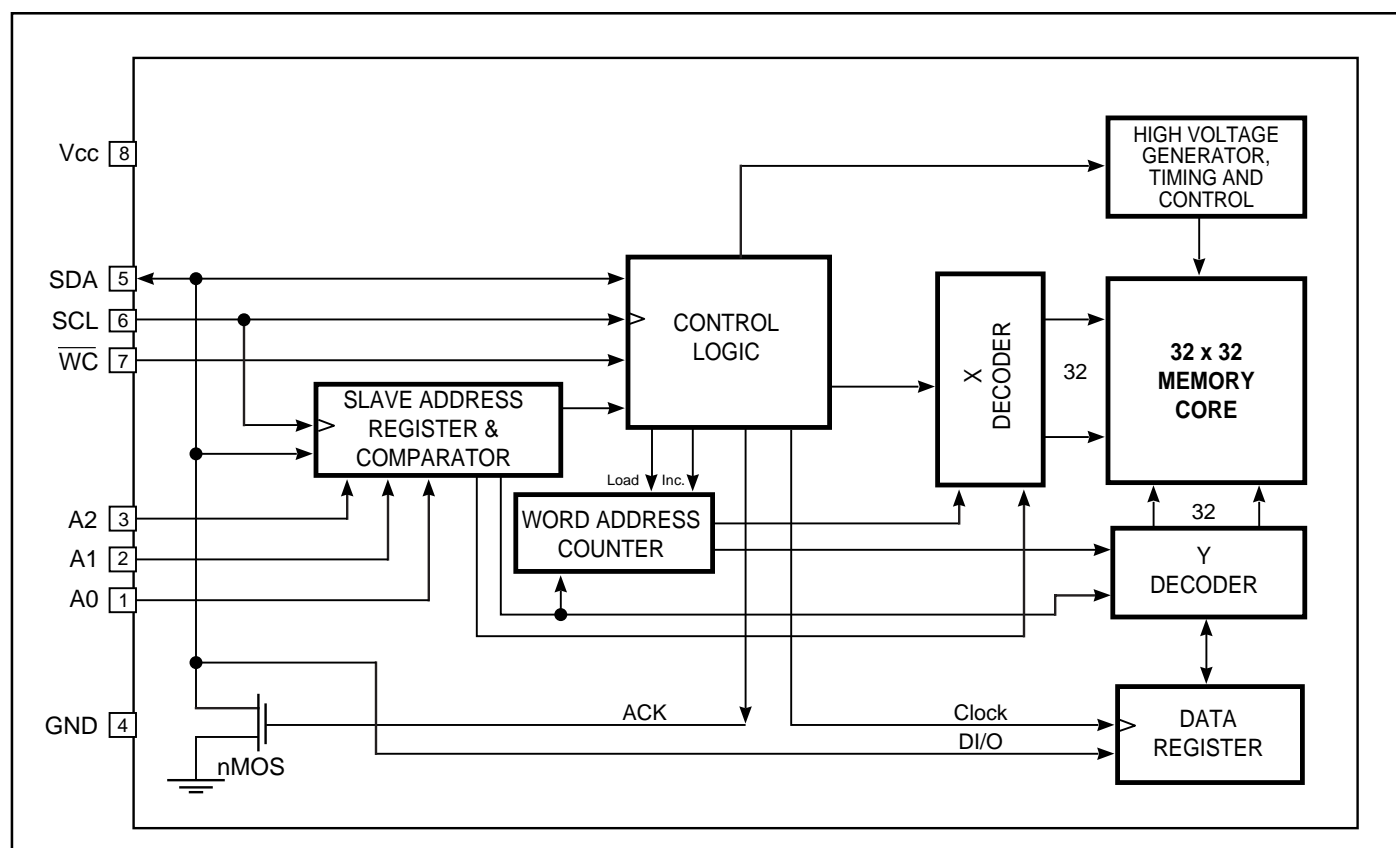 HIGH VOLTAGE
GENERATOR,
TIMING AND
CONTROL
Vcc 8
SDA 5
SCL 6
W̅C̅ 7
CONTROL
LOGIC
X
DECODER
32
32 x 32
MEMORY
CORE
SLAVE ADDRESS
REGISTER &
COMPARATOR
Load Inc.
A2 3
A1 2
A0 1
WORD ADDRESS
COUNTER
32
Y
DECODER
GND 4
nMOS
ACK
Clock
DI/O
DATA
REGISTER